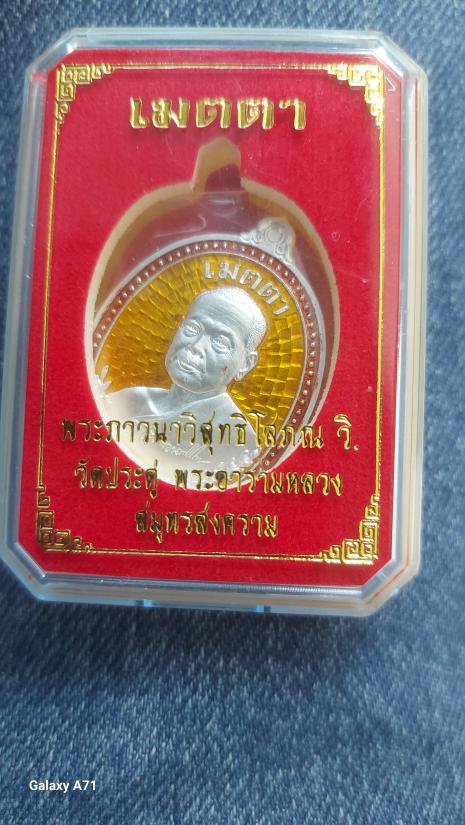 เมตตา
เมตตา
พระภาวนาวิสุทธิโสภณ วิ.
วัดประดู่ พระอารามหลวง
สมุทรสงคราม
Galaxy A71